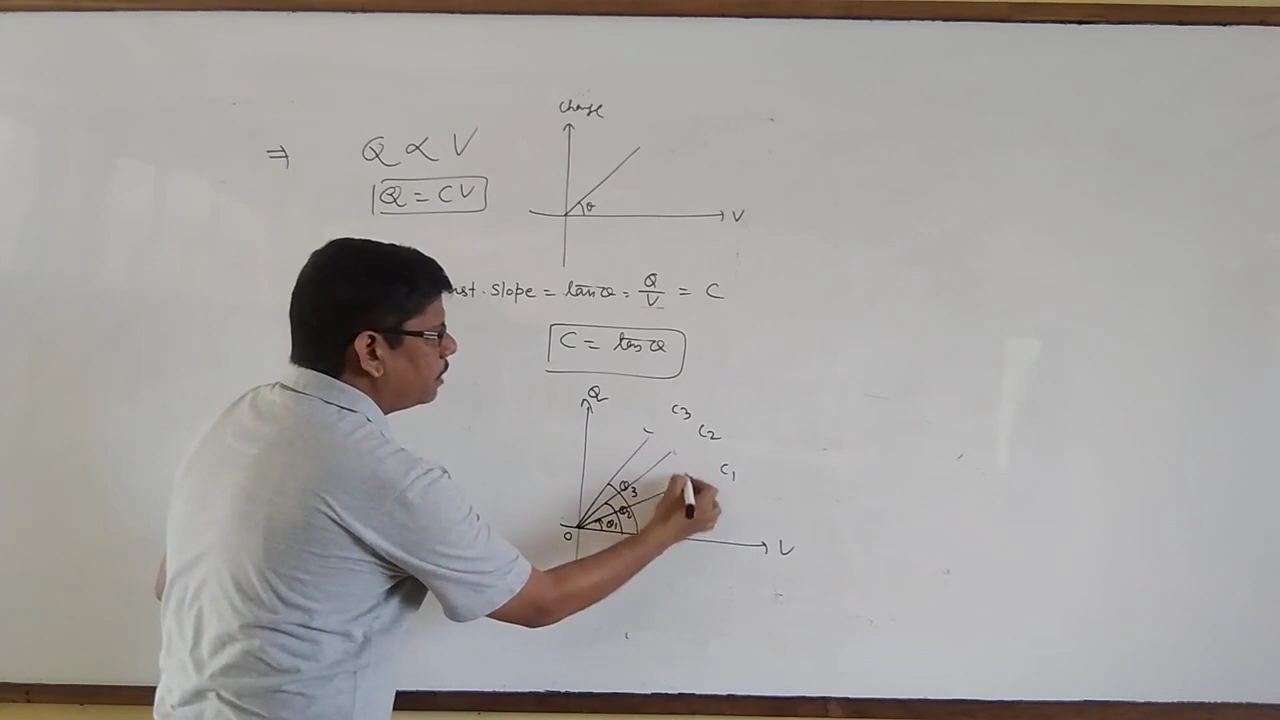 charge
⇒ Q ∝ V
Q = CV
θ
V
slope = tanθ = Q/V = C
C = tanθ
Q
C3
C2
C1
θ3
θ2
θ1
O
V